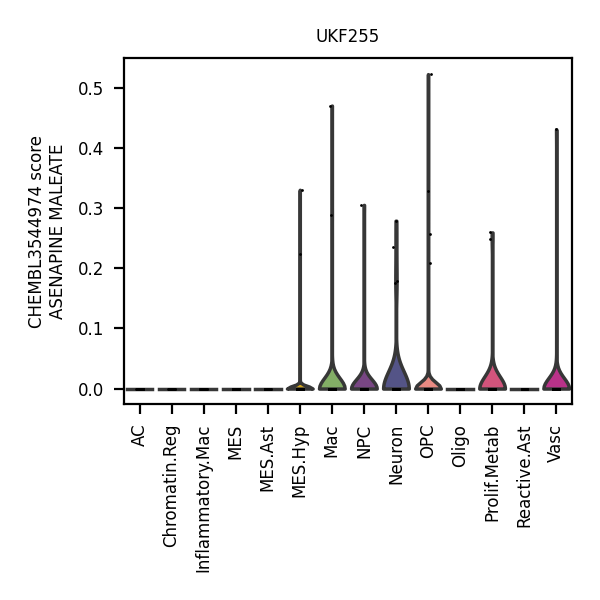 UKF255
CHEMBL3544974 score
ASENAPINE MALEATE
0.5
0.4
0.3
0.2
0.1
0.0
AC
Chromatin.Reg
Inflammatory.Mac
MES
MES.Ast
MES.Hyp
Mac
NPC
Neuron
OPC
Oligo
Prolif.Metab
Reactive.Ast
Vasc